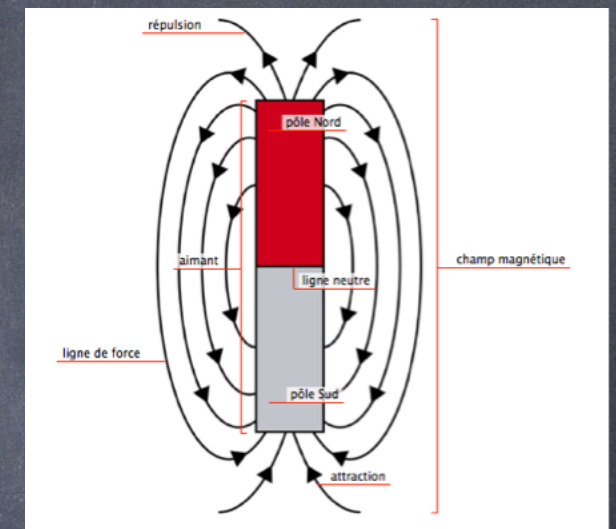 répulsion
pôle Nord
aimant
champ magnétique
ligne neutre
ligne de force
pôle Sud
attraction